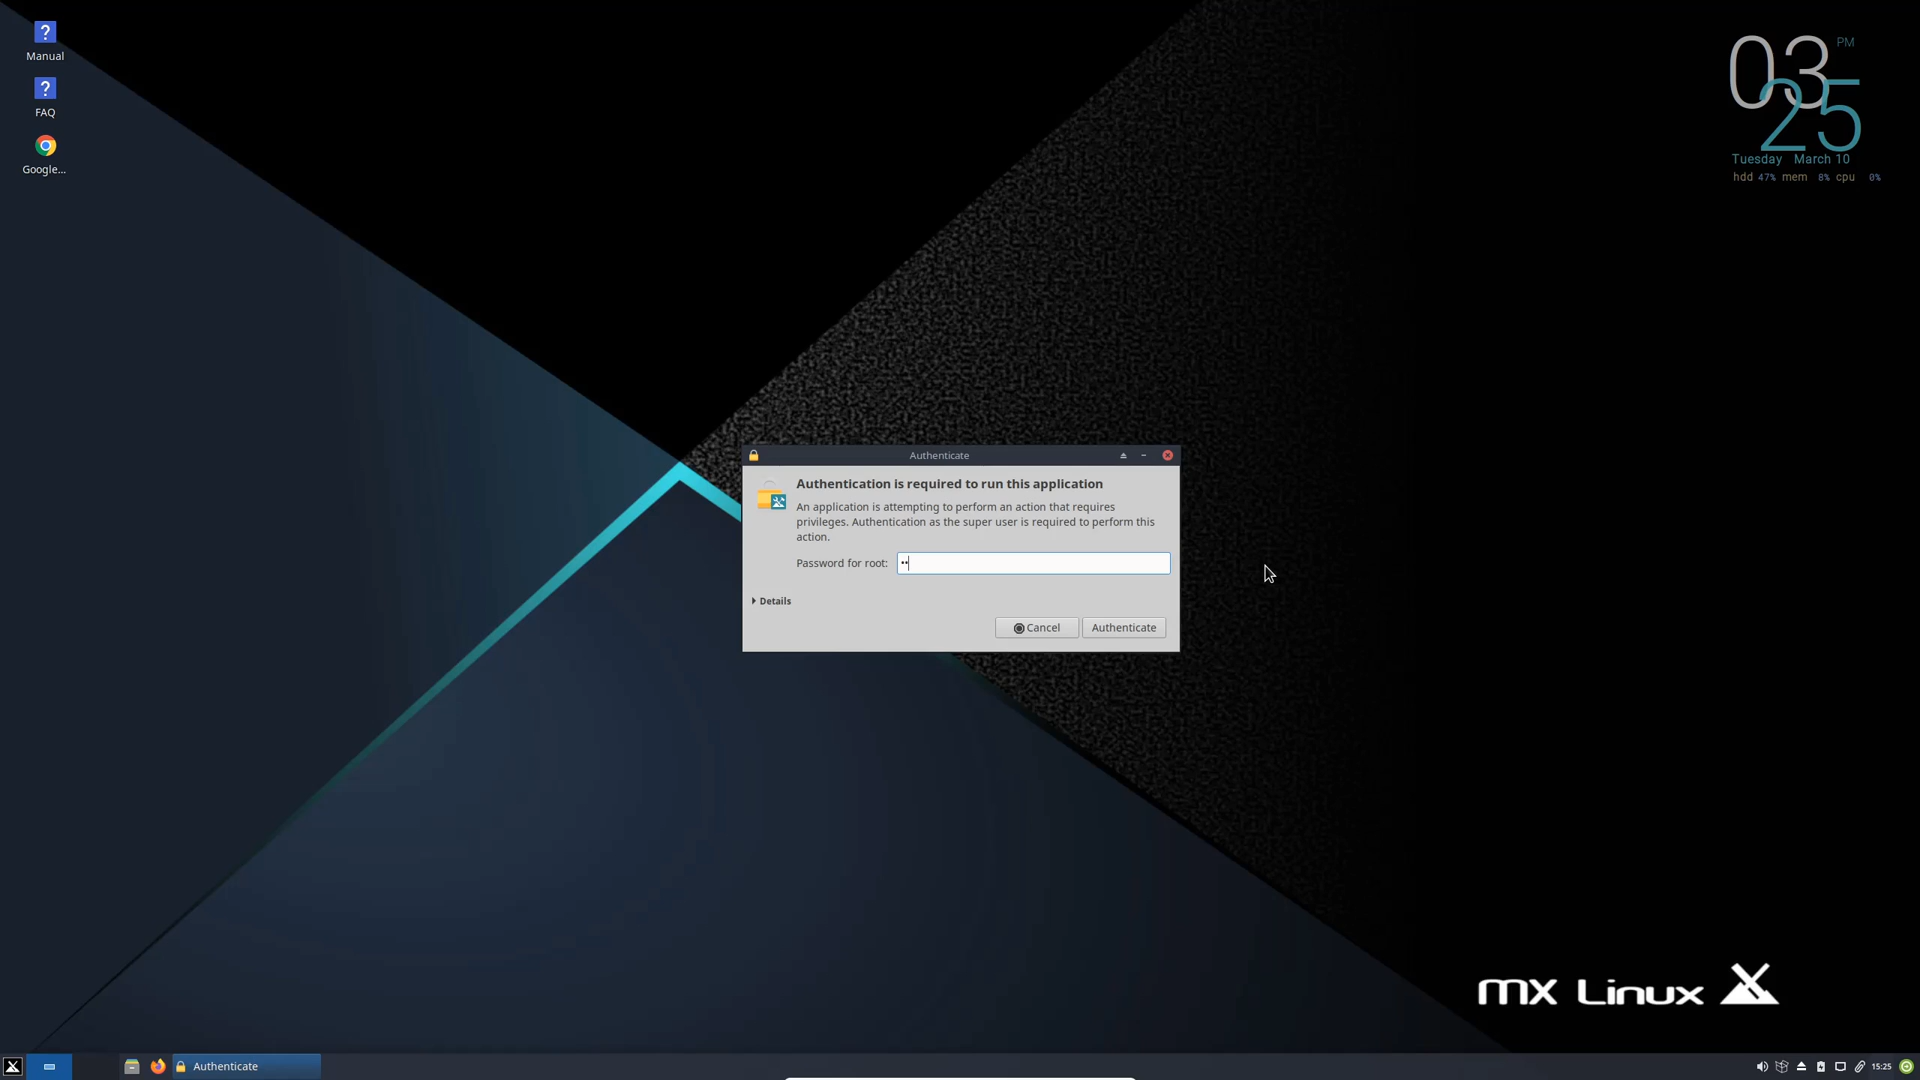 Manual
FAQ
Google...
03 PM
25
Tuesday March 10
hdd 47% mem 8% cpu 0%
Authenticate
Authentication is required to run this application
An application is attempting to perform an action that requires
privileges. Authentication as the super user is required to perform this
action.
Password for root: ••
Details
Cancel Authenticate
MX Linux
Authenticate
15:25